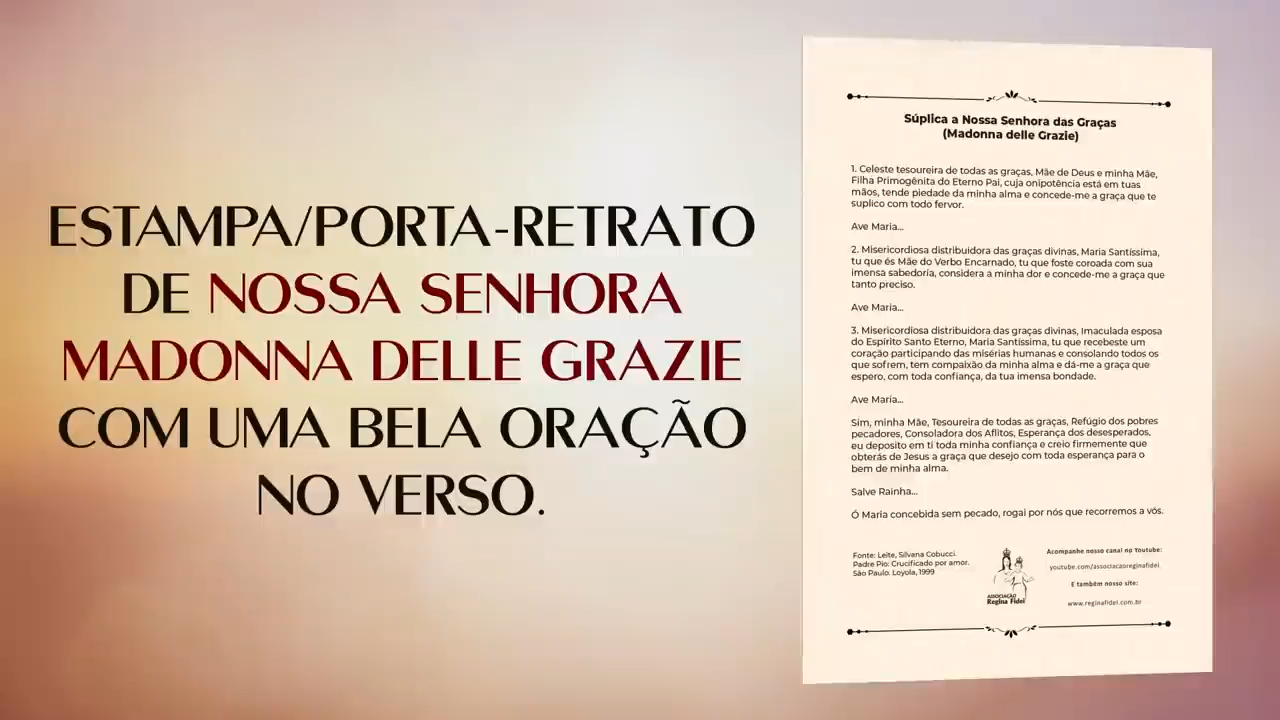 ESTAMPA/PORTA-RETRATO
DE NOSSA SENHORA
MADONNA DELLE GRAZIE
COM UMA BELA ORAÇÃO
NO VERSO.
Súplica a Nossa Senhora das Graças
(Madonna delle Grazie)
1. Celeste tesoureira de todas as graças, Mãe de Deus e minha Mãe,
Filha Primogênita do Eterno Pai, cuja onipotência está em tuas
mãos, tende piedade da minha alma e concede-me a graça que te
suplico com todo fervor.
Ave Maria...
2. Misericordiosa distribuidora das graças divinas, Maria Santíssima,
tu que és Mãe do Verbo Encarnado, tu que foste coroada com sua
imensa sabedoria, considera a minha dor e concede-me a graça que
tanto preciso.
Ave Maria...
3. Misericordiosa distribuidora das graças divinas, Imaculada esposa
do Espírito Santo Eterno, Maria Santíssima, tu que recebeste um
coração participando das misérias humanas e consolando todos os
que sofrem, tem compaixão da minha alma e dá-me a graça que
espero, com toda confiança, da tua imensa bondade.
Ave Maria...
Sim, minha Mãe, Tesoureira de todas as graças, Refúgio dos pobres
pecadores, Consoladora dos Aflitos, Esperança dos desesperados,
eu deposito em ti toda minha confiança e creio firmemente que
obterás de Jesus a graça que desejo com toda esperança para o
bem de minha alma.
Salve Rainha...
Ó Maria concebida sem pecado, rogai por nós que recorremos a vós.
Fonte: Leite, Silvana Cobucci.
Padre Pio: Crucificado por amor.
São Paulo: Loyola, 1999
ASSOCIAÇÃO
Regina Fidei
Acompanhe nosso canal no Youtube:
youtube.com/associacaoreginafidei
E também nosso site:
www.reginafidei.com.br